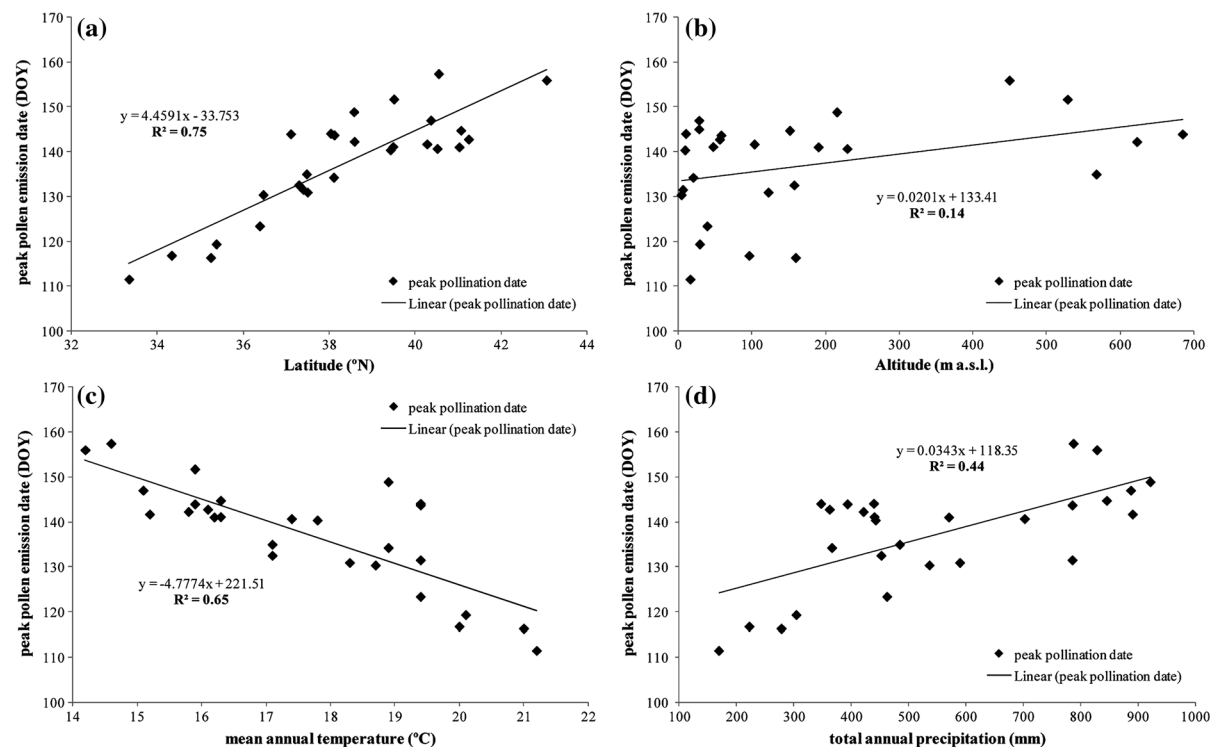 (a)
peak pollen emission date (DOY)
170
160
150
140
130
120
110
100
y = 4.4591x - 33.753
R² = 0.75
peak pollination date
Linear (peak pollination date)
32 34 36 38 40 42 44
Latitude (ºN)
(b)
peak pollen emission date (DOY)
170
160
150
140
130
120
110
100
y = 0.0201x + 133.41
R² = 0.14
peak pollination date
Linear (peak pollination date)
0 100 200 300 400 500 600 700
Altitude (m a.s.l.)
(c)
peak pollen emission date (DOY)
170
160
150
140
130
120
110
100
peak pollination date
Linear (peak pollination date)
y = -4.7774x + 221.51
R² = 0.65
14 15 16 17 18 19 20 21 22
mean annual temperature (ºC)
(d)
peak pollen emission date (DOY)
170
160
150
140
130
120
110
100
y = 0.0343x + 118.35
R² = 0.44
peak pollination date
Linear (peak pollination date)
100 200 300 400 500 600 700 800 900 1000
total annual precipitation (mm)